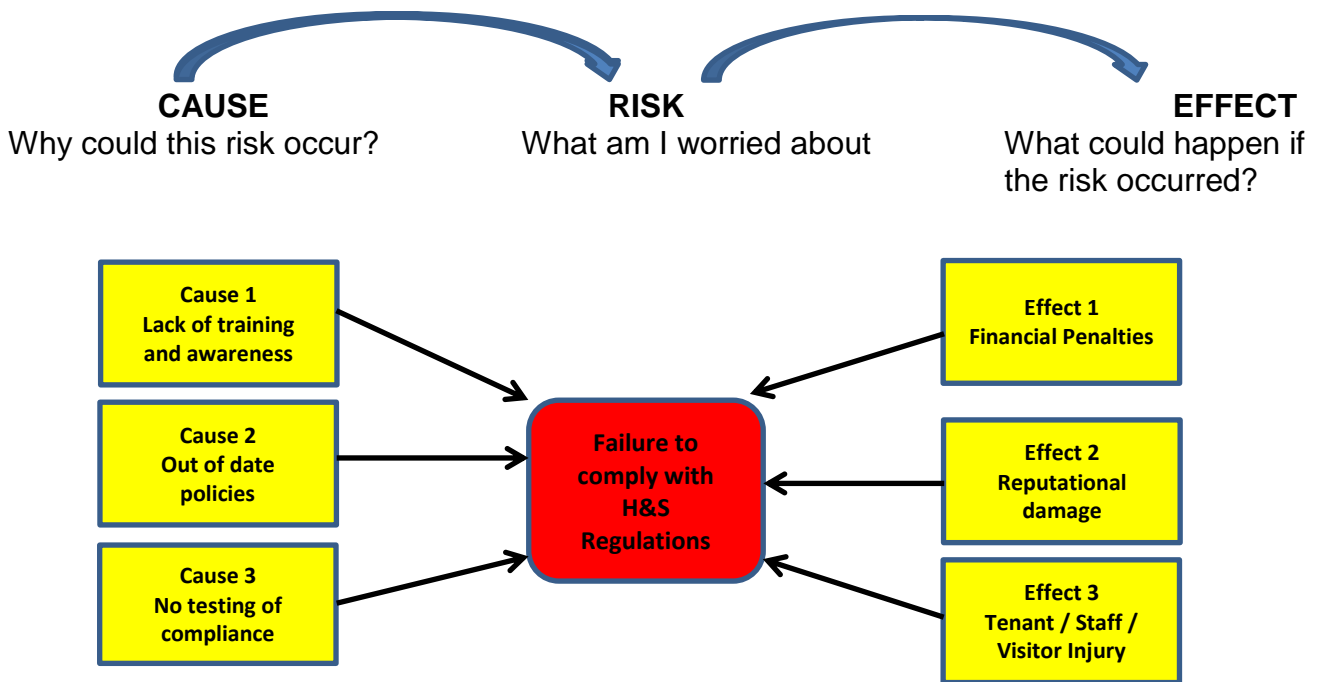 CAUSE
Why could this risk occur?
RISK
What am I worried about
EFFECT
What could happen if
the risk occurred?
Cause 1
Lack of training
and awareness
Cause 2
Out of date
policies
Cause 3
No testing of
compliance
Failure to
comply with
H&S
Regulations
Effect 1
Financial Penalties
Effect 2
Reputational
damage
Effect 3
Tenant / Staff /
Visitor Injury